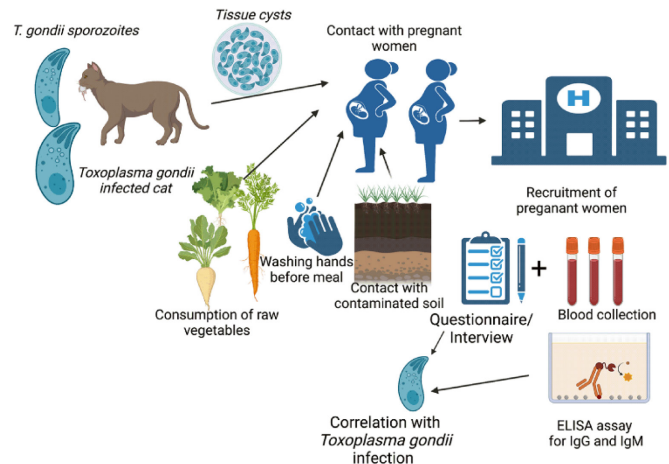 T. gondii sporozoites
Tissue cysts
Contact with pregnant
women
H
Toxoplasma gondii
infected cat
Recruitment of
preganant women
Washing hands
before meal
Contact with
contaminated soil
Consumption of raw
vegetables
Questionnaire/
Interview
+
Blood collection
Correlation with
Toxoplasma gondii
infection
ELISA assay
for IgG and IgM